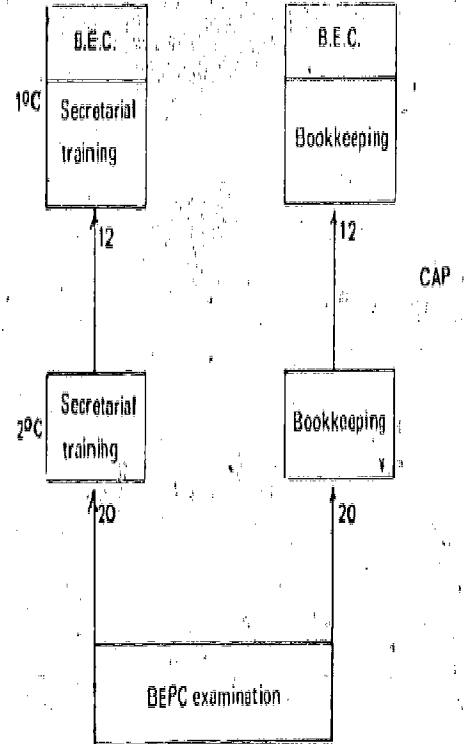 B.E.C.
B.E.C.
1ºC
Secretarial
training
Bookkeeping
12
12
CAP
2ºC
Secretarial
training
Bookkeeping
20
20
BEPC examination